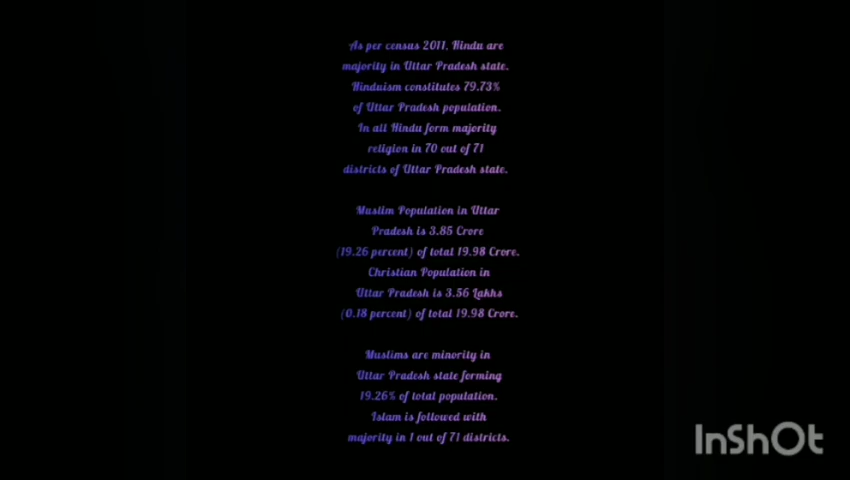 As per census 2011, Hindu are
majority in Uttar Pradesh state.
Hinduism constitutes 79.73%
of Uttar Pradesh population.
In all Hindu form majority
religion in 70 out of 71
districts of Uttar Pradesh state.
Muslim Population in Uttar
Pradesh is 3.85 Crore
(19.26 percent) of total 19.98 Crore.
Christian Population in
Uttar Pradesh is 3.56 Lakhs
(0.18 percent) of total 19.98 Crore.
Muslims are minority in
Uttar Pradesh state forming
19.26% of total population.
Islam is followed with
majority in 1 out of 71 districts.
InShOt